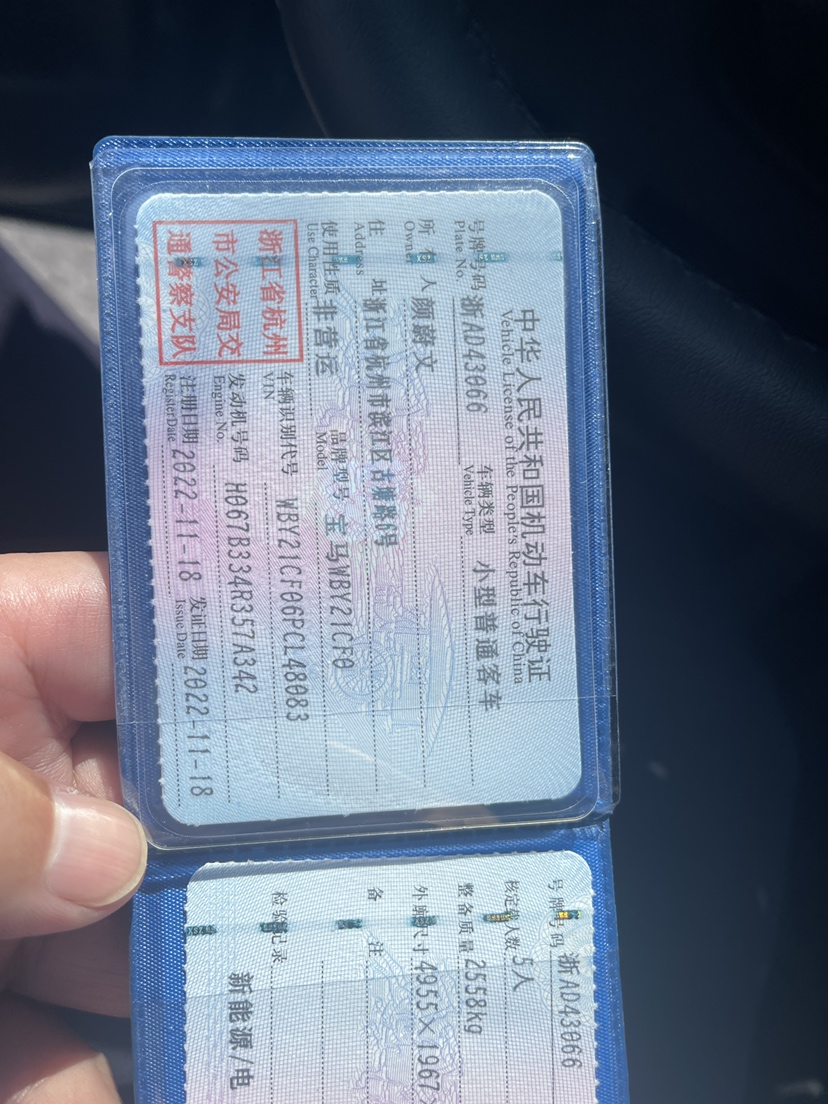 中华人民共和国机动车行驶证
Vehicle License of the People's Republic of China
号牌号码 浙AD43066 车辆类型 小型普通客车
Plate No. Vehicle Type
所有人 颜蔚文
Owner
住址 浙江省杭州市滨江区古塘路6号
Address
使用性质 非营运 品牌型号 宝马WBY21CF0
Use Character Model
浙江省杭州
市公安局交
通警察支队
车辆识别代号 WBY21CF06PCL48083
VIN
发动机号码 H067B334R357A342
Engine No.
注册日期 2022-11-18 发证日期 2022-11-18
Register Date Issue Date
号牌号码 浙AD43066
核定载人数 5人
整备质量 2558kg
外廓尺寸 4955×1967×
备注
检验记录
新能源/电